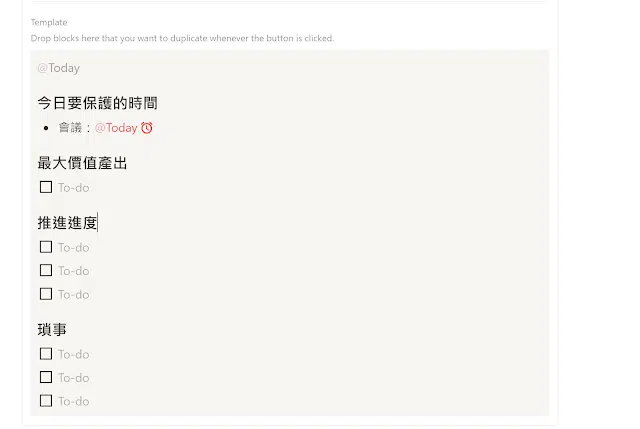 Template
Drop blocks here that you want to duplicate whenever the button is clicked.
@Today
今日要保護的時間
會議：@Today
最大價值產出
To-do
推進進度
To-do
To-do
To-do
瑣事
To-do
To-do
To-do